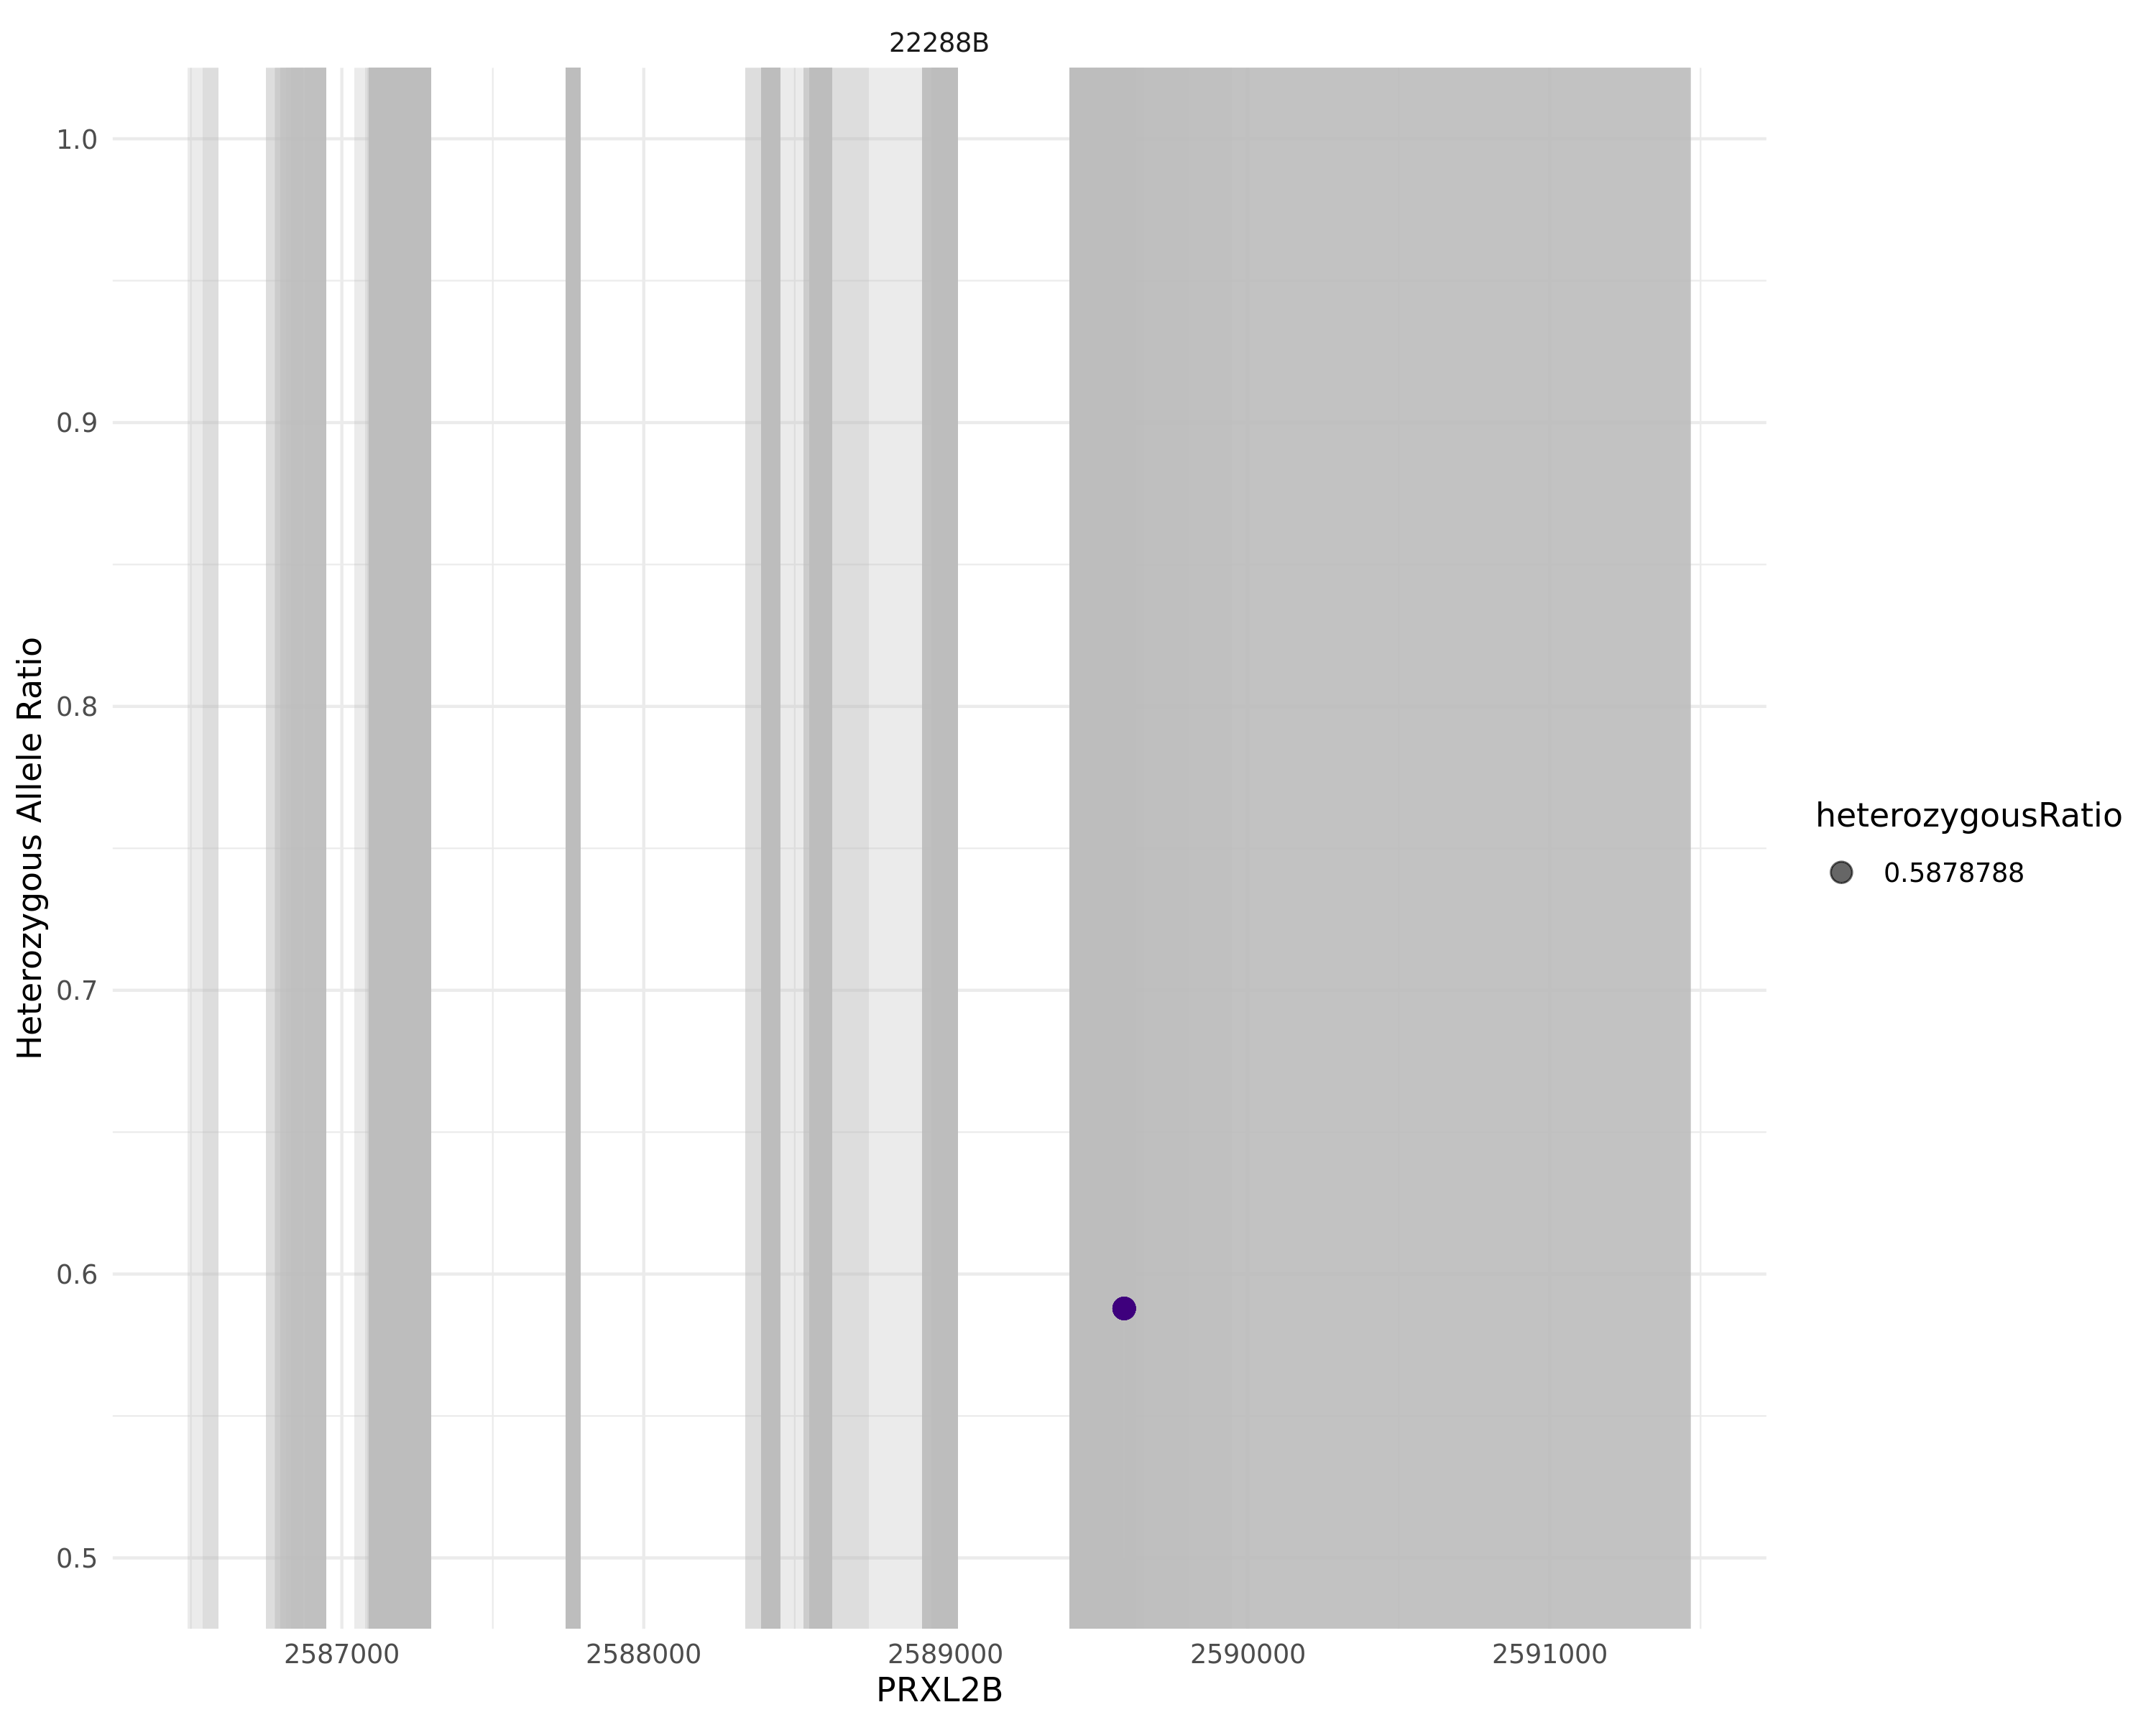 22288B
1.0
0.9
0.8
0.7
0.6
0.5
Heterozygous Allele Ratio
2587000 2588000 2589000 2590000 2591000
PRXL2B
heterozygousRatio
0.5878788